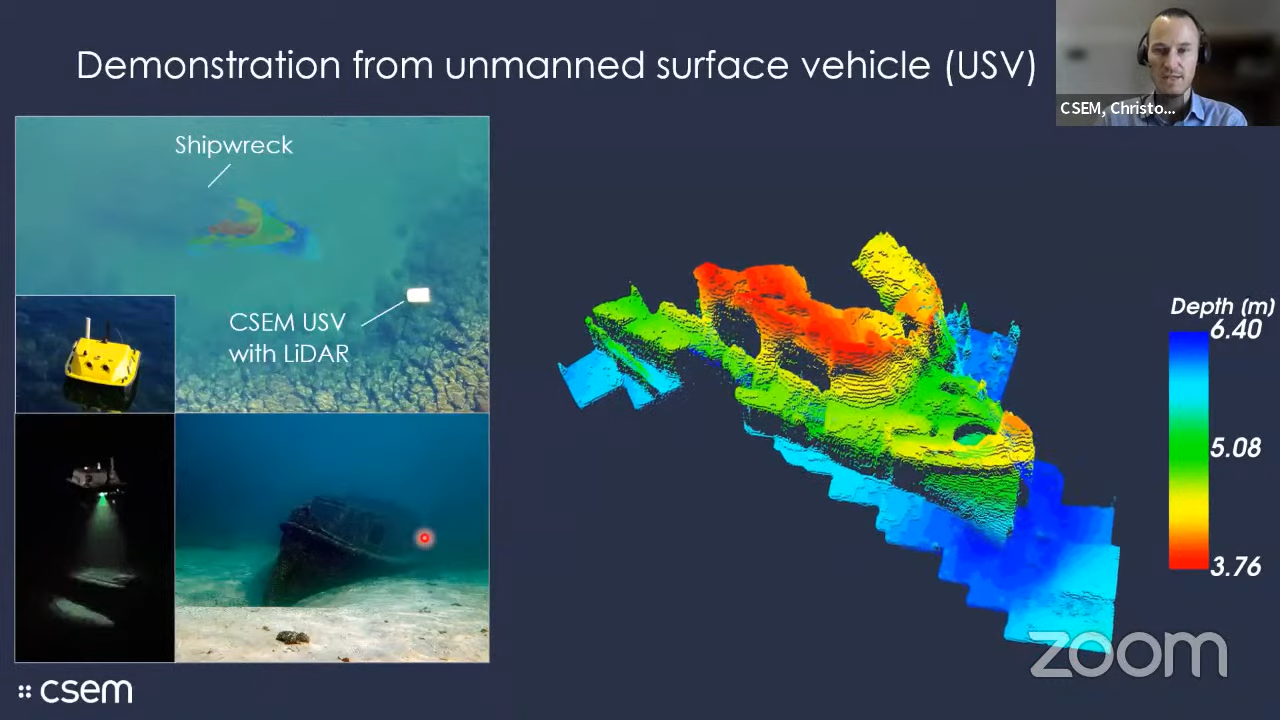 Demonstration from unmanned surface vehicle (USV)
CSEM, Christo...
Shipwreck
CSEM USV
with LiDAR
Depth (m)
6.40
5.08
3.76
zoom
csem